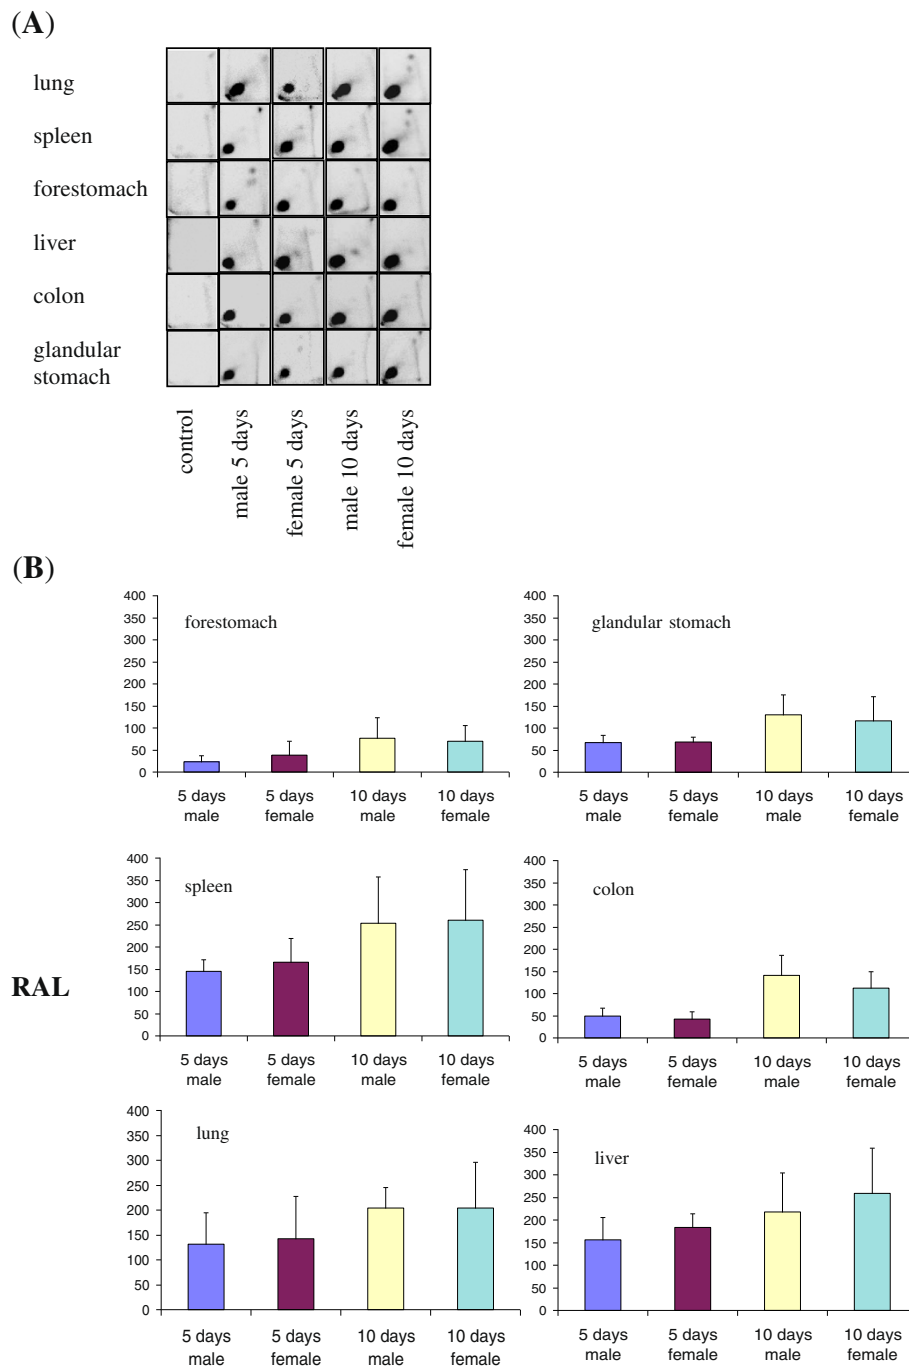 (A)
lung
spleen
forestomach
liver
colon
glandular
stomach
control
male 5 days
female 5 days
male 10 days
female 10 days
(B)
RAL
forestomach
400
350
300
250
200
150
100
50
0
5 days male
5 days female
10 days male
10 days female
glandular stomach
400
350
300
250
200
150
100
50
0
5 days male
5 days female
10 days male
10 days female
spleen
400
350
300
250
200
150
100
50
0
5 days male
5 days female
10 days male
10 days female
colon
400
350
300
250
200
150
100
50
0
5 days male
5 days female
10 days male
10 days female
lung
400
350
300
250
200
150
100
50
0
5 days male
5 days female
10 days male
10 days female
liver
400
350
300
250
200
150
100
50
0
5 days male
5 days female
10 days male
10 days female